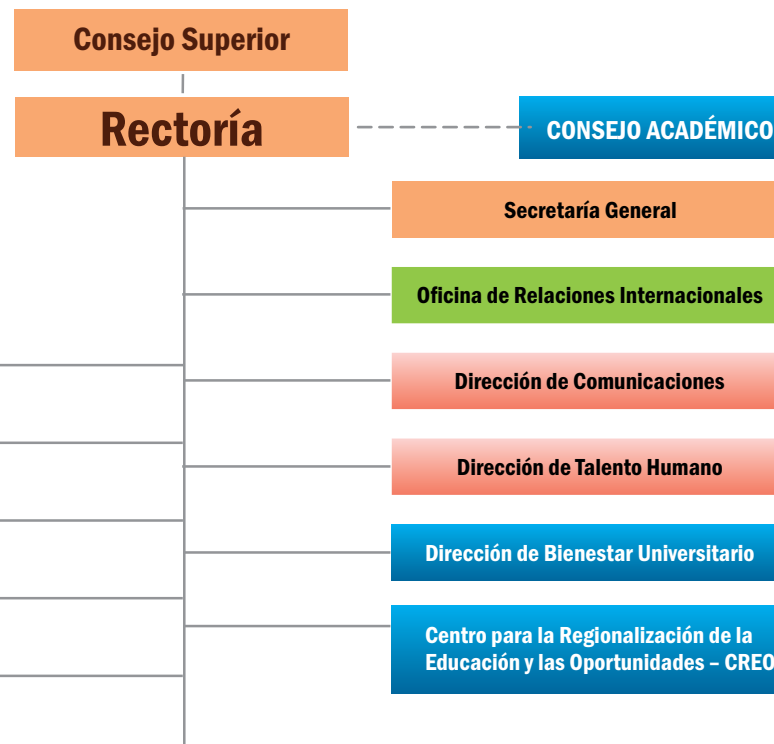 Consejo Superior
Rectoría
CONSEJO ACADÉMICO
Secretaría General
Oficina de Relaciones Internacionales
Dirección de Comunicaciones
Dirección de Talento Humano
Dirección de Bienestar Universitario
Centro para la Regionalización de la
Educación y las Oportunidades – CREO